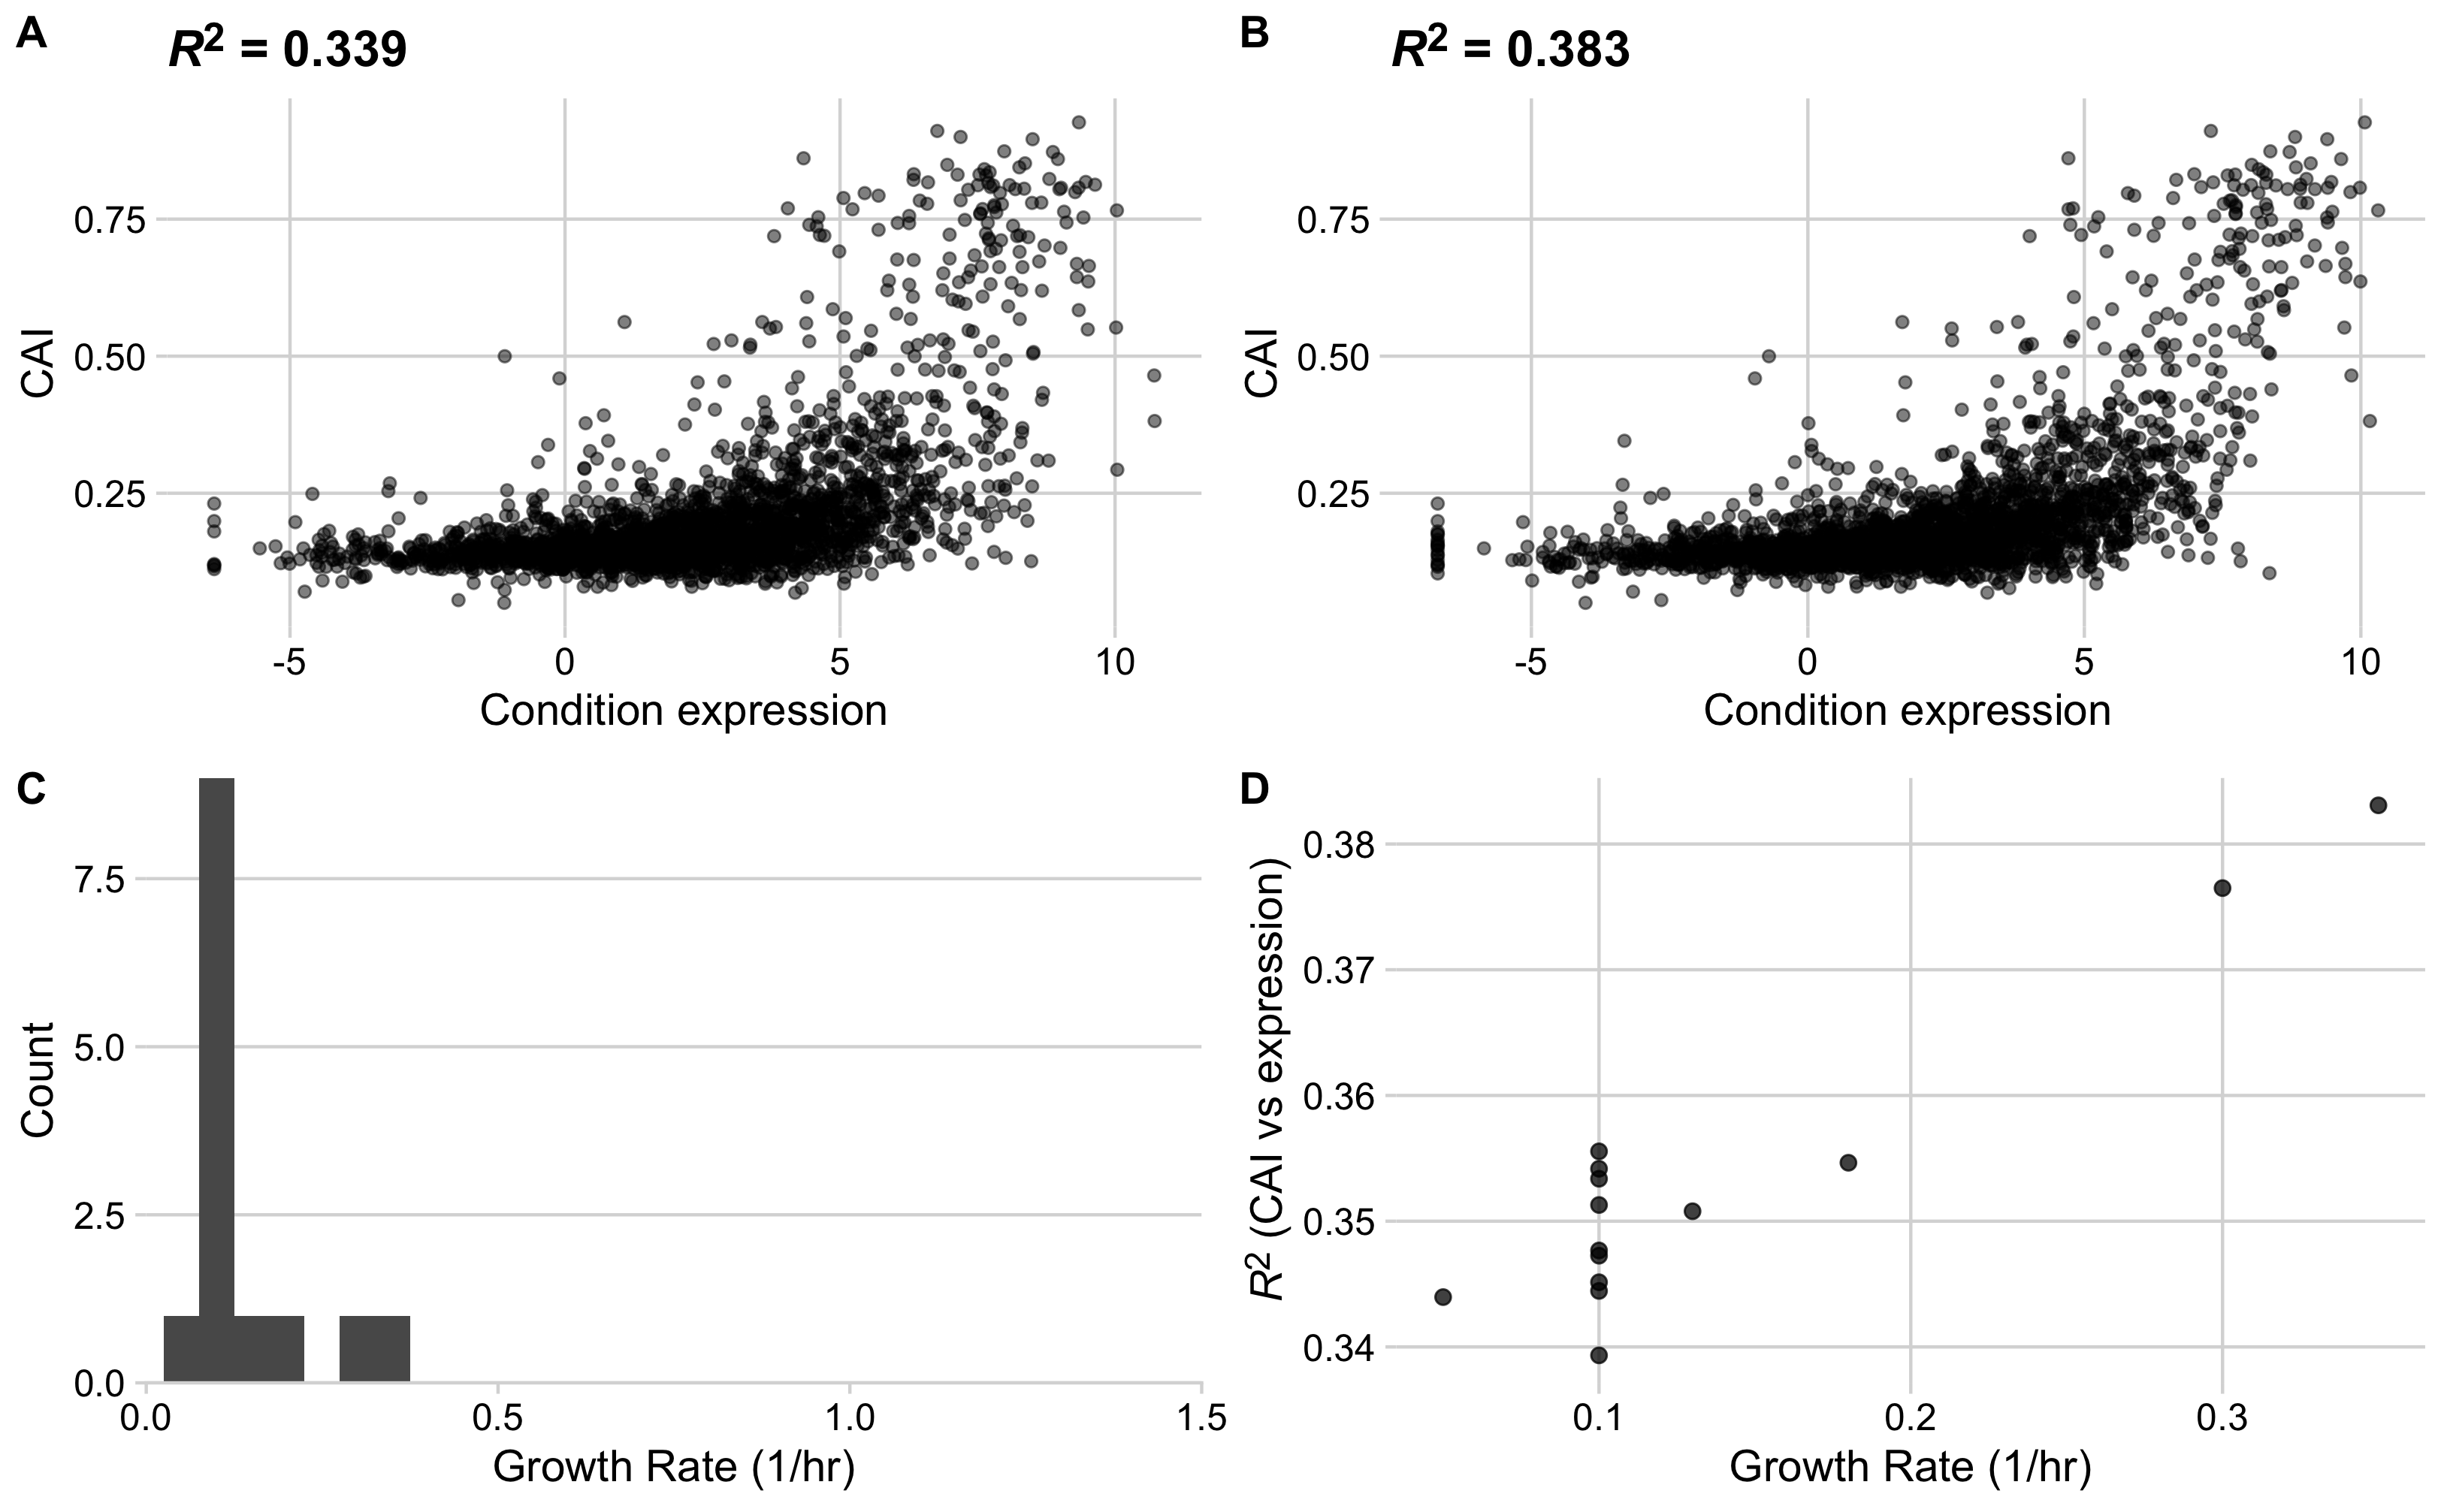 A
R2 = 0.339
CAI
0.75
0.50
0.25
-5 0 5 10
Condition expression
B
R2 = 0.383
CAI
0.75
0.50
0.25
-5 0 5 10
Condition expression
C
Count
7.5
5.0
2.5
0.0
0.0 0.5 1.0 1.5
Growth Rate (1/hr)
D
R2 (CAI vs expression)
0.38
0.37
0.36
0.35
0.34
0.1 0.2 0.3
Growth Rate (1/hr)